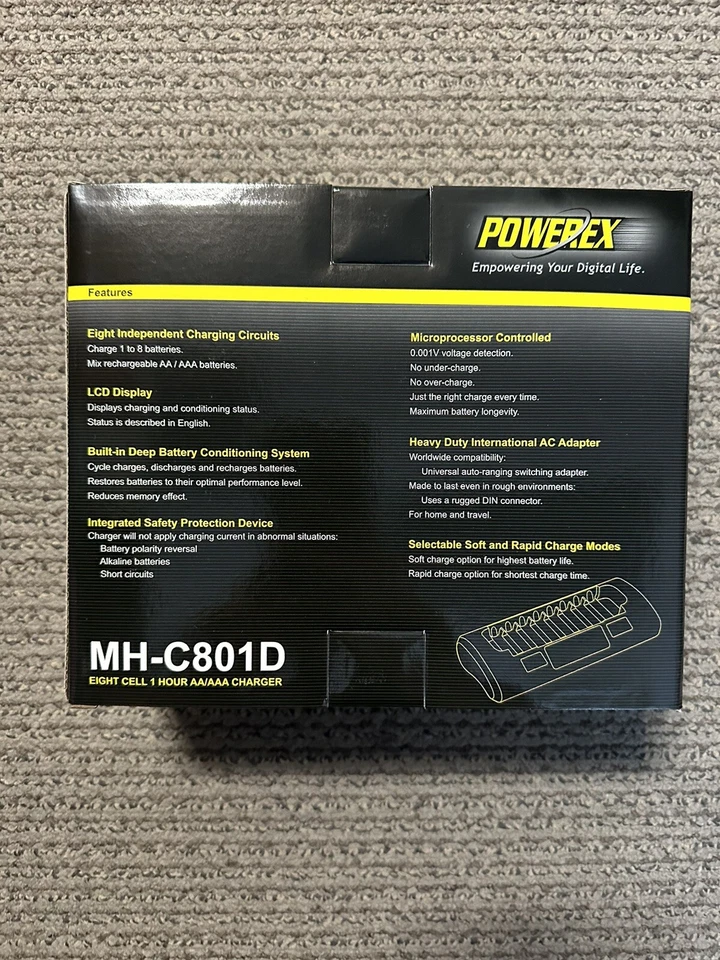 POWEREX
Empowering Your Digital Life.
Features
Eight Independent Charging Circuits
Charge 1 to 8 batteries.
Mix rechargeable AA / AAA batteries.
LCD Display
Displays charging and conditioning status.
Status is described in English.
Built-in Deep Battery Conditioning System
Cycle charges, discharges and recharges batteries.
Restores batteries to their optimal performance level.
Reduces memory effect.
Integrated Safety Protection Device
Charger will not apply charging current in abnormal situations:
Battery polarity reversal
Alkaline batteries
Short circuits
Microprocessor Controlled
0.001V voltage detection.
No under-charge.
No over-charge.
Just the right charge every time.
Maximum battery longevity.
Heavy Duty International AC Adapter
Worldwide compatibility:
Universal auto-ranging switching adapter.
Made to last even in rough environments:
Uses a rugged DIN connector.
For home and travel.
Selectable Soft and Rapid Charge Modes
Soft charge option for highest battery life.
Rapid charge option for shortest charge time.
MH-C801D
EIGHT CELL 1 HOUR AA/AAA CHARGER